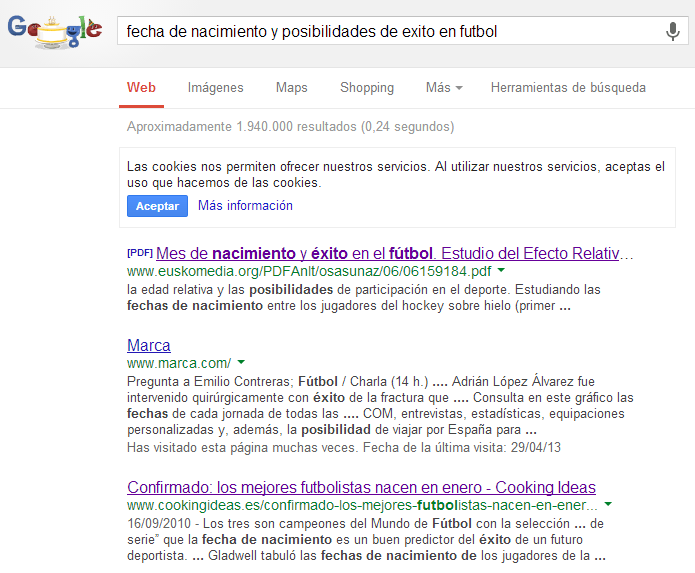 Google
fecha de nacimiento y posibilidades de exito en futbol
Web Imágenes Maps Shopping Más Herramientas de búsqueda
Aproximadamente 1.940.000 resultados (0,24 segundos)
Las cookies nos permiten ofrecer nuestros servicios. Al utilizar nuestros servicios, aceptas el
uso que hacemos de las cookies.
Aceptar Más información
[PDF] Mes de nacimiento y éxito en el fútbol. Estudio del Efecto Relativ...
www.euskomedia.org/PDFAnlt/osasunaz/06/06159184.pdf
la edad relativa y las posibilidades de participación en el deporte. Estudiando las
fechas de nacimiento entre los jugadores del hockey sobre hielo (primer ...
Marca
www.marca.com/
Pregunta a Emilio Contreras; Fútbol / Charla (14 h.) .... Adrián López Álvarez fue
intervenido quirúrgicamente con éxito de la fractura que .... Consulta en este gráfico las
fechas de cada jornada de todas las .... COM, entrevistas, estadísticas, equipaciones
personalizadas y, además, la posibilidad de viajar por España para ...
Has visitado esta página muchas veces. Fecha de la última visita: 29/04/13
Confirmado: los mejores futbolistas nacen en enero - Cooking Ideas
www.cookingideas.es/confirmado-los-mejores-futbolistas-nacen-en-ener...
16/09/2010 - Los tres son campeones del Mundo de Fútbol con la selección ... de
serie" que la fecha de nacimiento es un buen predictor del éxito de un futuro
deportista. ... Gladwell tabuló las fechas de nacimiento de los jugadores de la ...